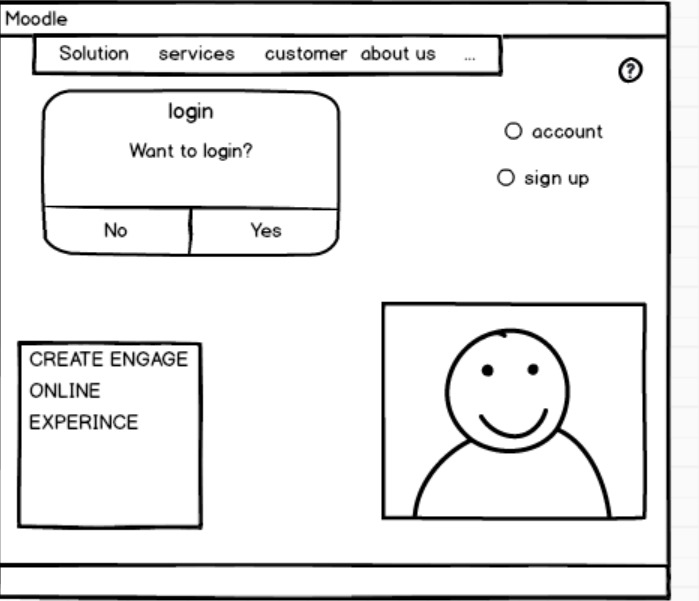 Moodle
Solution services customer about us ...
?
login
Want to login?
No Yes
account
sign up
CREATE ENGAGE
ONLINE
EXPERINCE